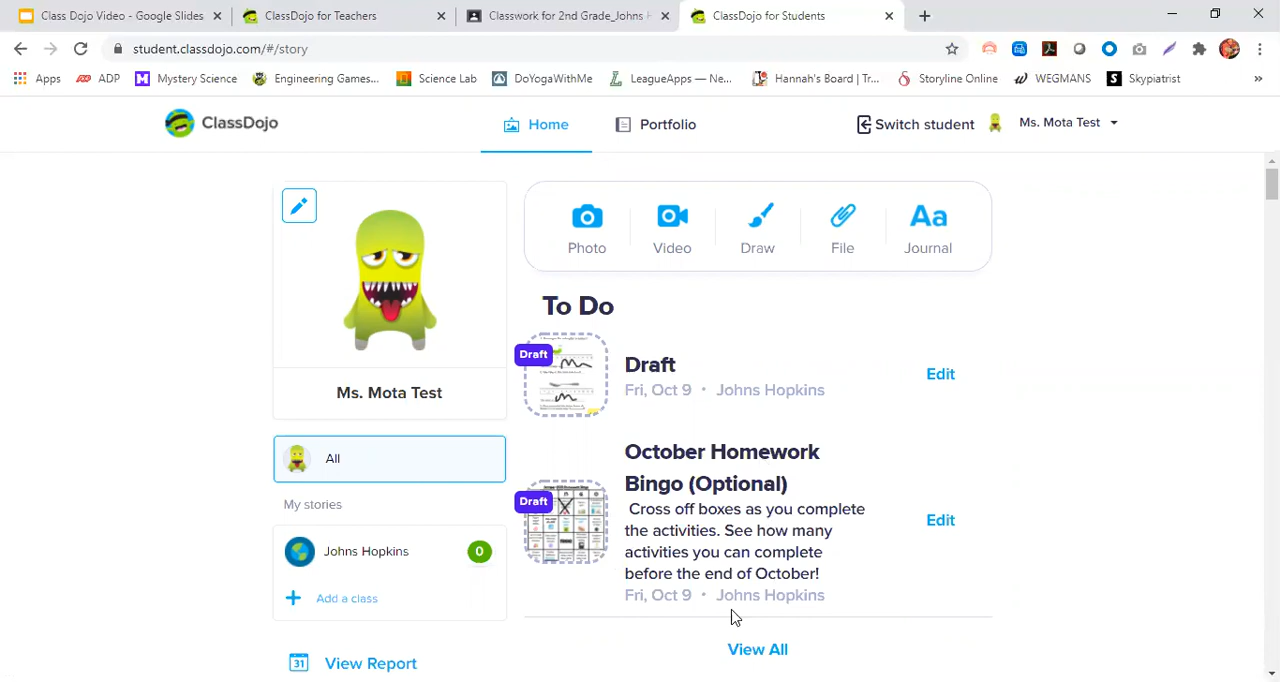 Class Dojo Video - Google Slides
ClassDojo for Teachers
Classwork for 2nd Grade_Johns H
ClassDojo for Students
student.classdojo.com/#/story
Apps
ADP
Mystery Science
Engineering Games...
Science Lab
DoYogaWithMe
LeagueApps — Ne...
Hannah's Board | Tr...
Storyline Online
WEGMANS
Skypiatrist
ClassDojo
Home
Portfolio
Switch student
Ms. Mota Test
Photo
Video
Draw
File
Aa
Journal
Ms. Mota Test
All
My stories
Johns Hopkins
0
Add a class
31
View Report
To Do
Draft
Draft
Fri, Oct 9 • Johns Hopkins
Edit
Draft
October Homework
Bingo (Optional)
Cross off boxes as you complete
the activities. See how many
activities you can complete
before the end of October!
Fri, Oct 9 • Johns Hopkins
Edit
View All